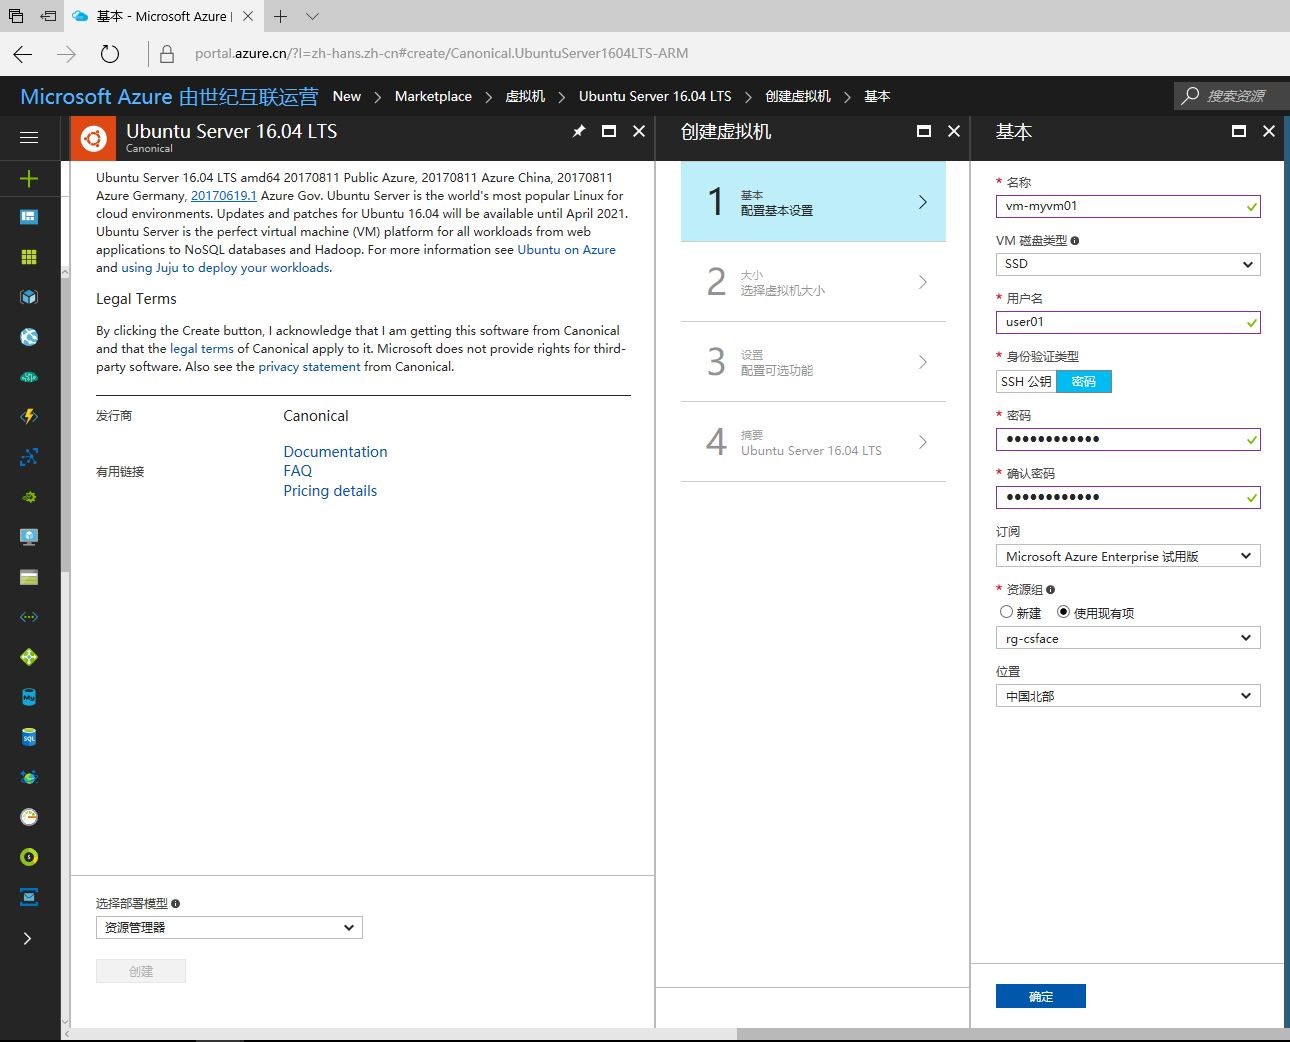 基本 - Microsoft Azure
portal.azure.cn/?l=zh-hans.zh-cn#create/Canonical.UbuntuServer1604LTS-ARM
Microsoft Azure 由世纪互联运营 New Marketplace 虚拟机 Ubuntu Server 16.04 LTS 创建虚拟机 基本
搜索资源
Ubuntu Server 16.04 LTS
Canonical
Ubuntu Server 16.04 LTS amd64 20170811 Public Azure, 20170811 Azure China, 20170811
Azure Germany, 20170619.1 Azure Gov. Ubuntu Server is the world's most popular Linux for
cloud environments. Updates and patches for Ubuntu 16.04 will be available until April 2021.
Ubuntu Server is the perfect virtual machine (VM) platform for all workloads from web
applications to NoSQL databases and Hadoop. For more information see Ubuntu on Azure
and using Juju to deploy your workloads.
Legal Terms
By clicking the Create button, I acknowledge that I am getting this software from Canonical
and that the legal terms of Canonical apply to it. Microsoft does not provide rights for third-
party software. Also see the privacy statement from Canonical.
发行商 Canonical
有用链接
Documentation
FAQ
Pricing details
选择部署模型
资源管理器
创建
创建虚拟机
1
基本
配置基本设置
2
大小
选择虚拟机大小
3
设置
配置可选功能
4
摘要
Ubuntu Server 16.04 LTS
基本
* 名称
vm-myvm01
VM 磁盘类型
SSD
* 用户名
user01
* 身份验证类型
SSH 公钥 密码
* 密码
●●●●●●●●●●●●
* 确认密码
●●●●●●●●●●●●
订阅
Microsoft Azure Enterprise 试用版
* 资源组
新建 使用现有项
rg-csface
位置
中国北部
确定